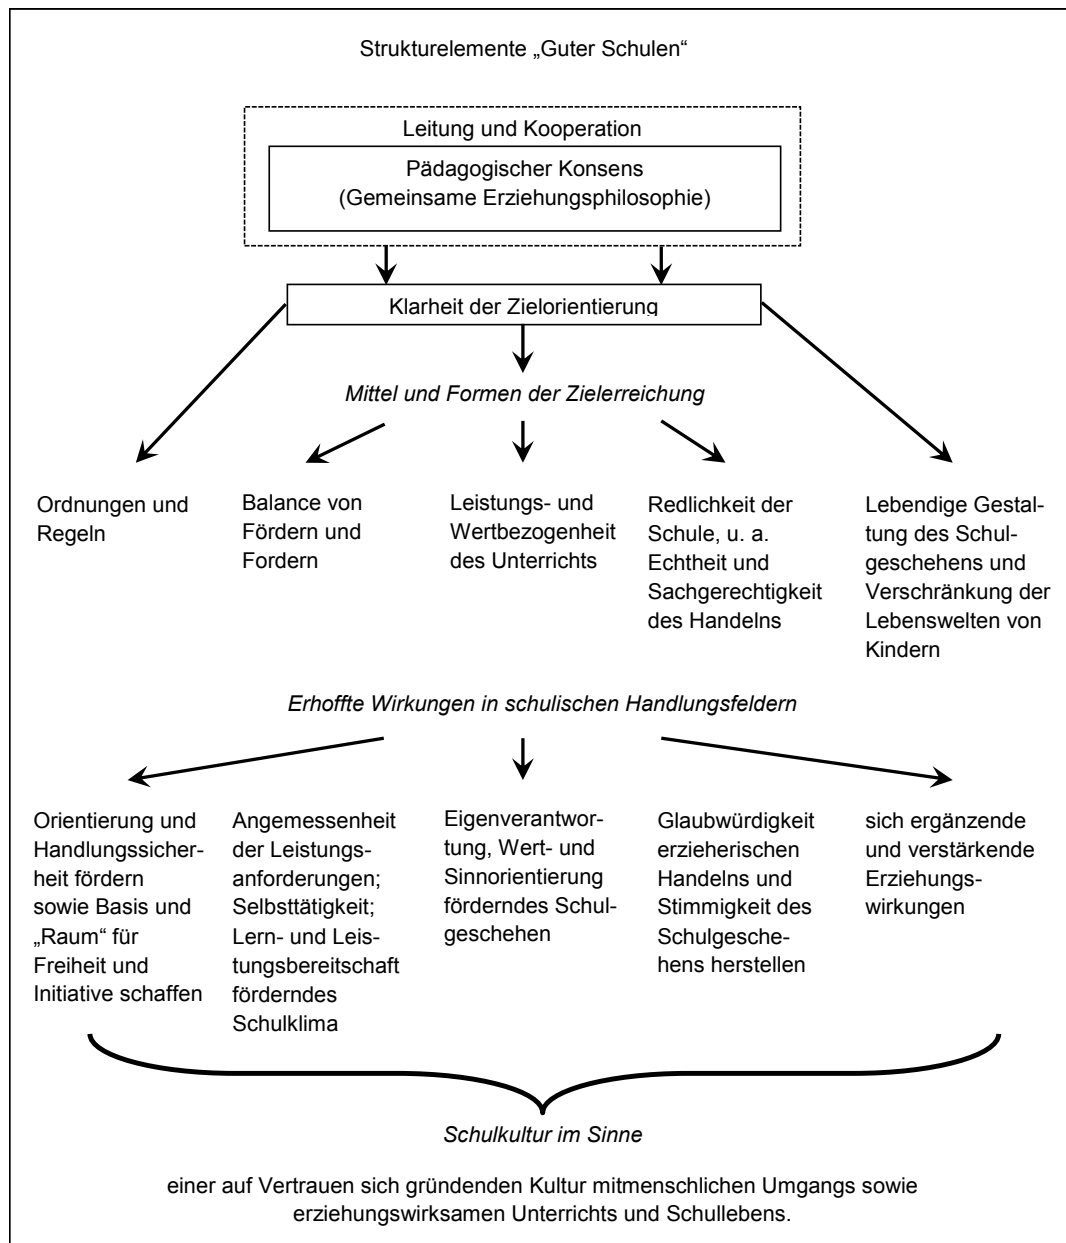 Strukturelemente „Guter Schulen“
Leitung und Kooperation
Pädagogischer Konsens
(Gemeinsame Erziehungsphilosophie)
Klarheit der Zielorientierung
Mittel und Formen der Zielerreichung
Ordnungen und
Regeln
Balance von
Fördern und
Fordern
Leistungs- und
Wertbezogenheit
des Unterrichts
Redlichkeit der
Schule, u. a.
Echtheit und
Sachgerechtigkeit
des Handelns
Lebendige Gestal-
tung des Schul-
geschehens und
Verschränkung der
Lebenswelten von
Kindern
Erhoffte Wirkungen in schulischen Handlungsfeldern
Orientierung und
Handlungssicher-
heit fördern
sowie Basis und
„Raum“ für
Freiheit und
Initiative schaffen
Angemessenheit
der Leistungs-
anforderungen;
Selbsttätigkeit;
Lern- und Leis-
tungsbereitschaft
förderndes
Schulklima
Eigenverantwor-
tung, Wert- und
Sinnorientierung
förderndes Schul-
geschehen
Glaubwürdigkeit
erzieherischen
Handelns und
Stimmigkeit des
Schulgesche-
hens herstellen
sich ergänzende
und verstärkende
Erziehungs-
wirkungen
Schulkultur im Sinne
einer auf Vertrauen sich gründenden Kultur mitmenschlichen Umgangs sowie
erziehungswirksamen Unterrichts und Schullebens.